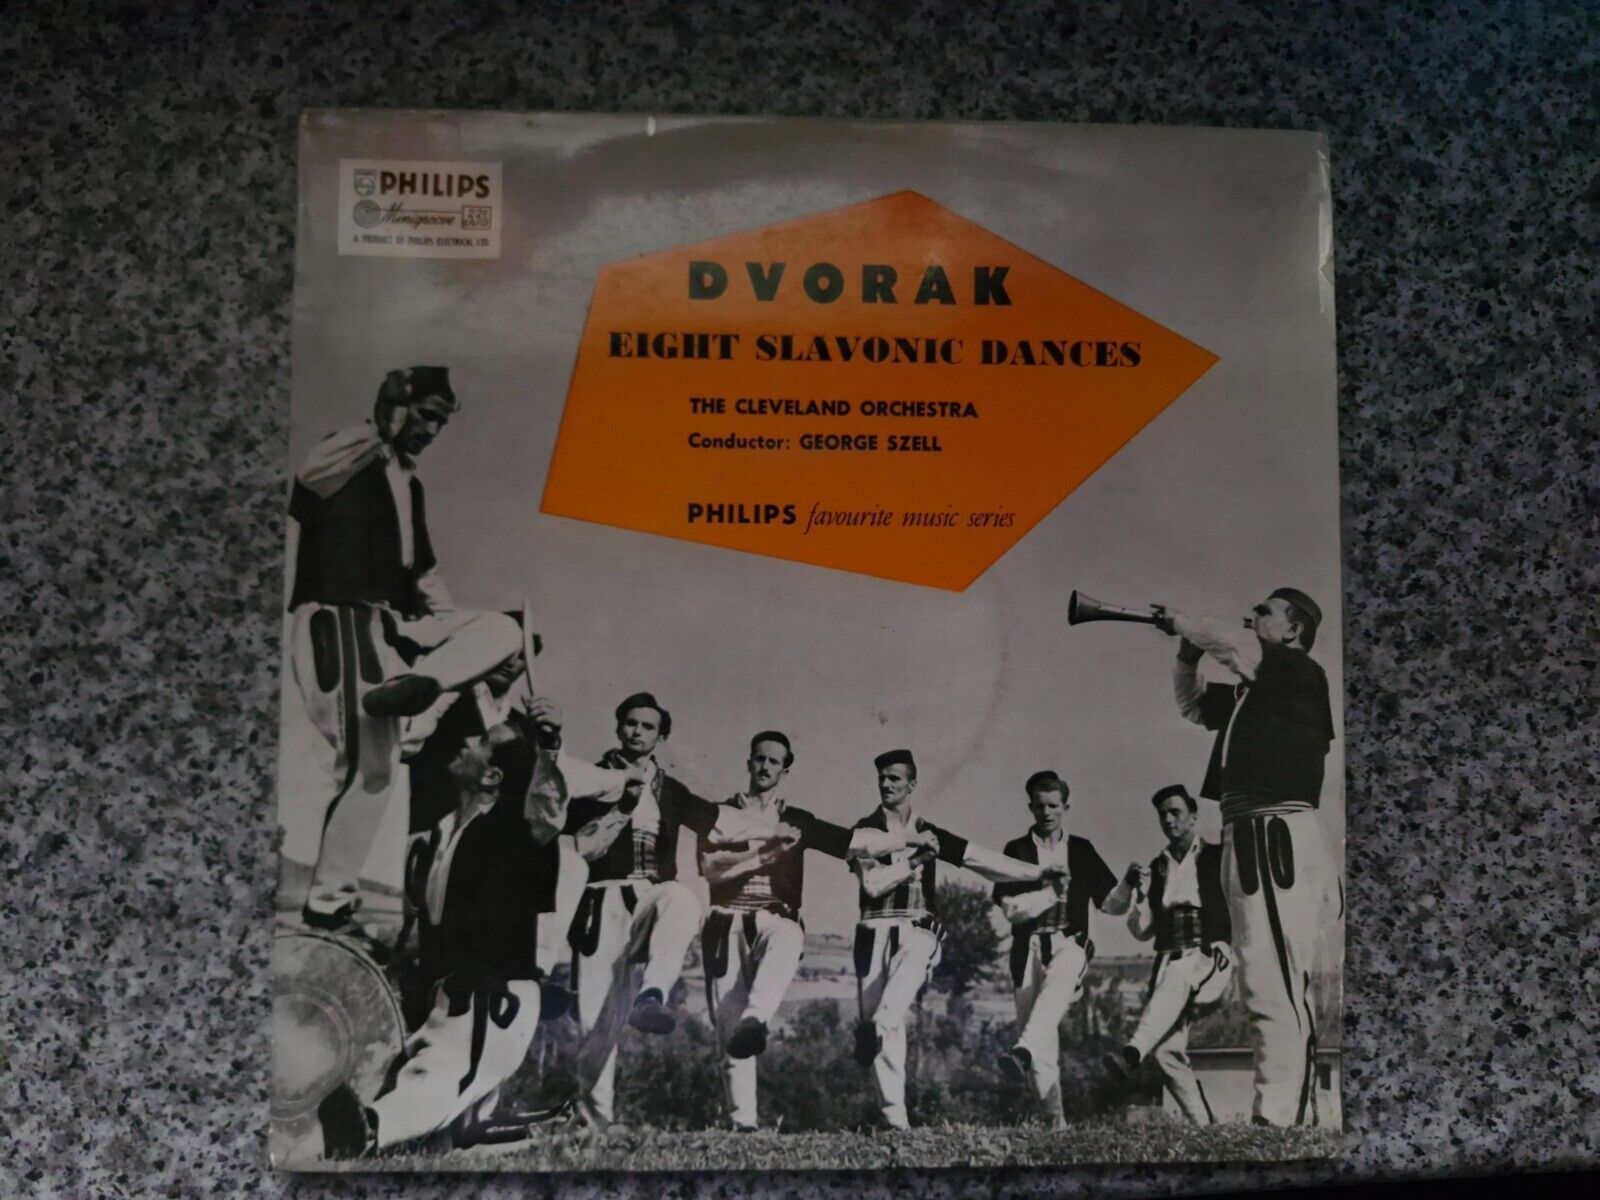 PHILIPS
Minigroove
A PRODUCT OF PHILIPS ELECTRICAL LTD.
DVORAK
EIGHT SLAVONIC DANCES
THE CLEVELAND ORCHESTRA
Conductor: GEORGE SZELL
PHILIPS favourite music series